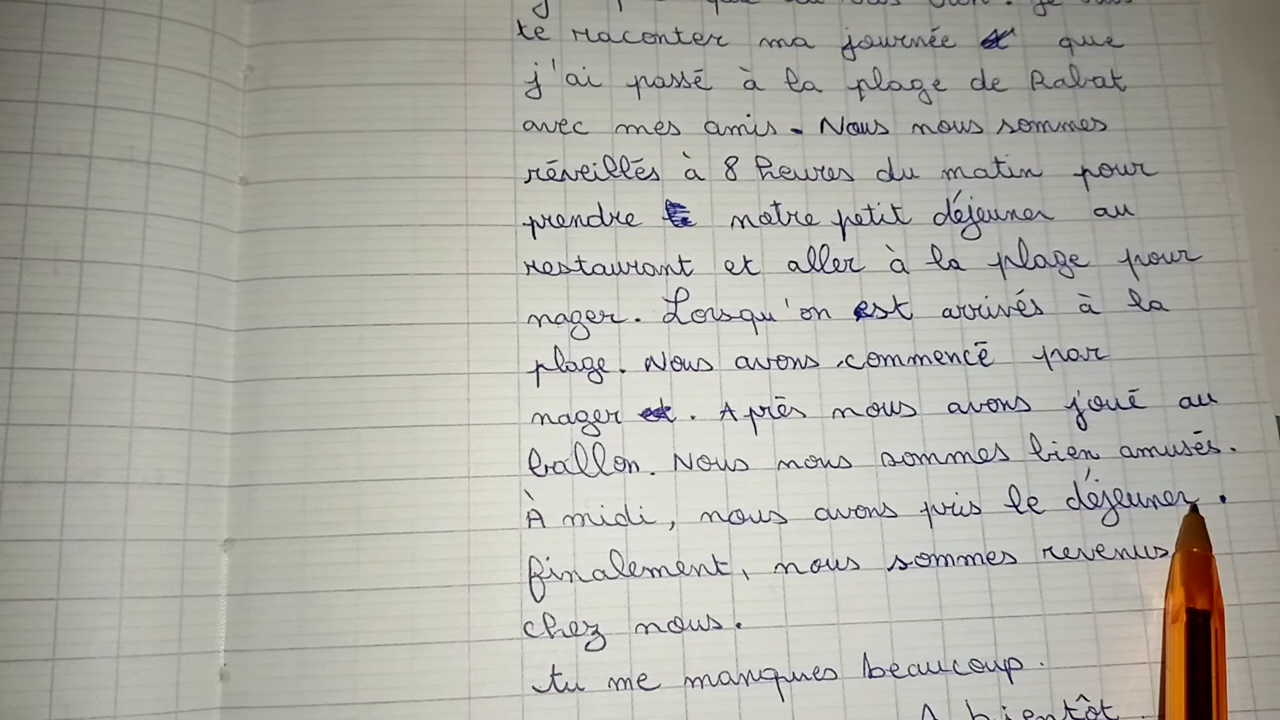 te raconter ma journée que
j'ai passé à la plage de Rabat
avec mes amis. Nous nous sommes
réveillés à 8 heures du matin pour
prendre notre petit déjeuner au
restaurant et aller à la plage pour
nager. Lorsqu'on est arrivés à la
plage. Nous avons commencé par
nager. Après nous avons joué au
ballon. Nous nous sommes bien amusés.
À midi, nous avons pris le déjeuner.
finalement, nous sommes revenus
chez nous.
tu me manques beaucoup.
A bientôt